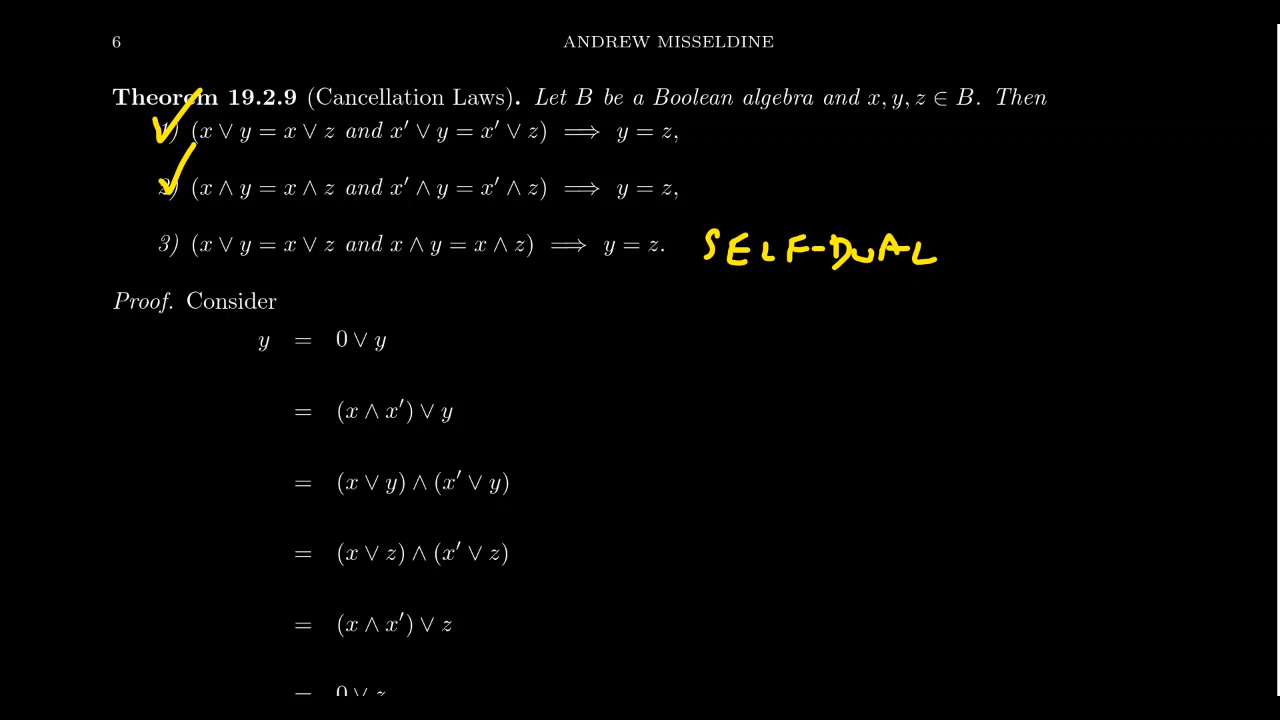 6 ANDREW MISSELDINE
Theorem 19.2.9 (Cancellation Laws). Let B be a Boolean algebra and x, y, z ∈ B. Then
1) (x ∨ y = x ∨ z and x′ ∨ y = x′ ∨ z) ⟹ y = z,
2) (x ∧ y = x ∧ z and x′ ∧ y = x′ ∧ z) ⟹ y = z,
3) (x ∨ y = x ∨ z and x ∧ y = x ∧ z) ⟹ y = z. SELF-DUAL
Proof. Consider
y = 0 ∨ y
= (x ∧ x′) ∨ y
= (x ∨ y) ∧ (x′ ∨ y)
= (x ∨ z) ∧ (x′ ∨ z)
= (x ∧ x′) ∨ z
= 0 ∨ z